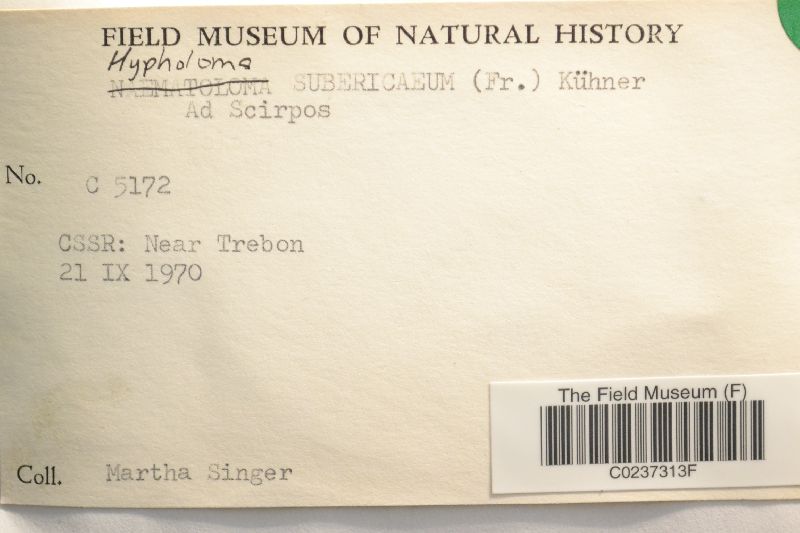 FIELD MUSEUM OF NATURAL HISTORY
Hypholoma
NAEMATOLOMA SUBERICAEUM (Fr.) Kühner
Ad Scirpos
No. C 5172
CSSR: Near Trebon
21 IX 1970
The Field Museum (F)
C0237313F
Coll. Martha Singer